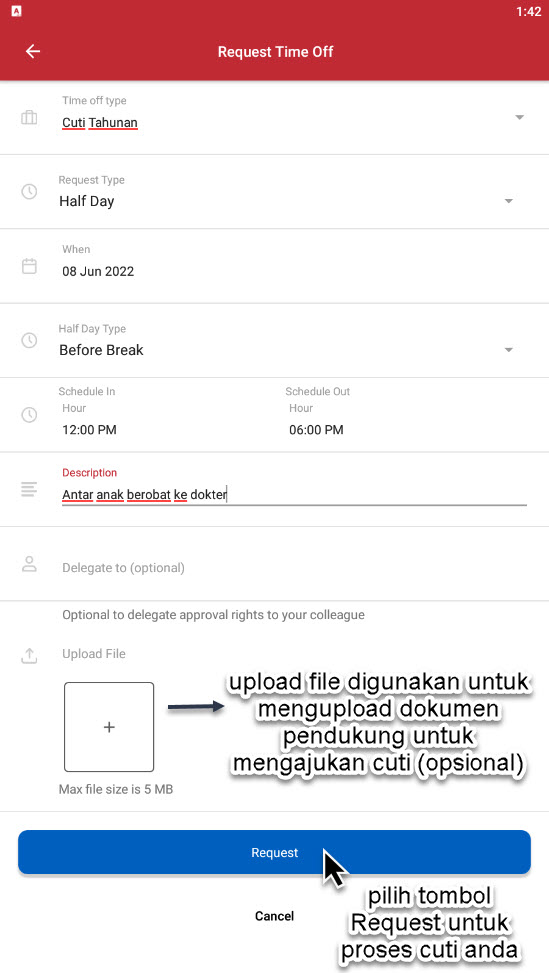 1:42
Request Time Off
Time off type
Cuti Tahunan
Request Type
Half Day
When
08 Jun 2022
Half Day Type
Before Break
Schedule In Schedule Out
Hour Hour
12:00 PM 06:00 PM
Description
Antar anak berobat ke dokter
Delegate to (optional)
Optional to delegate approval rights to your colleague
Upload File
upload file digunakan untuk
mengupload dokumen
pendukung untuk
mengajukan cuti (opsional)
+
Max file size is 5 MB
Request
Cancel
pilih tombol
Request untuk
proses cuti anda